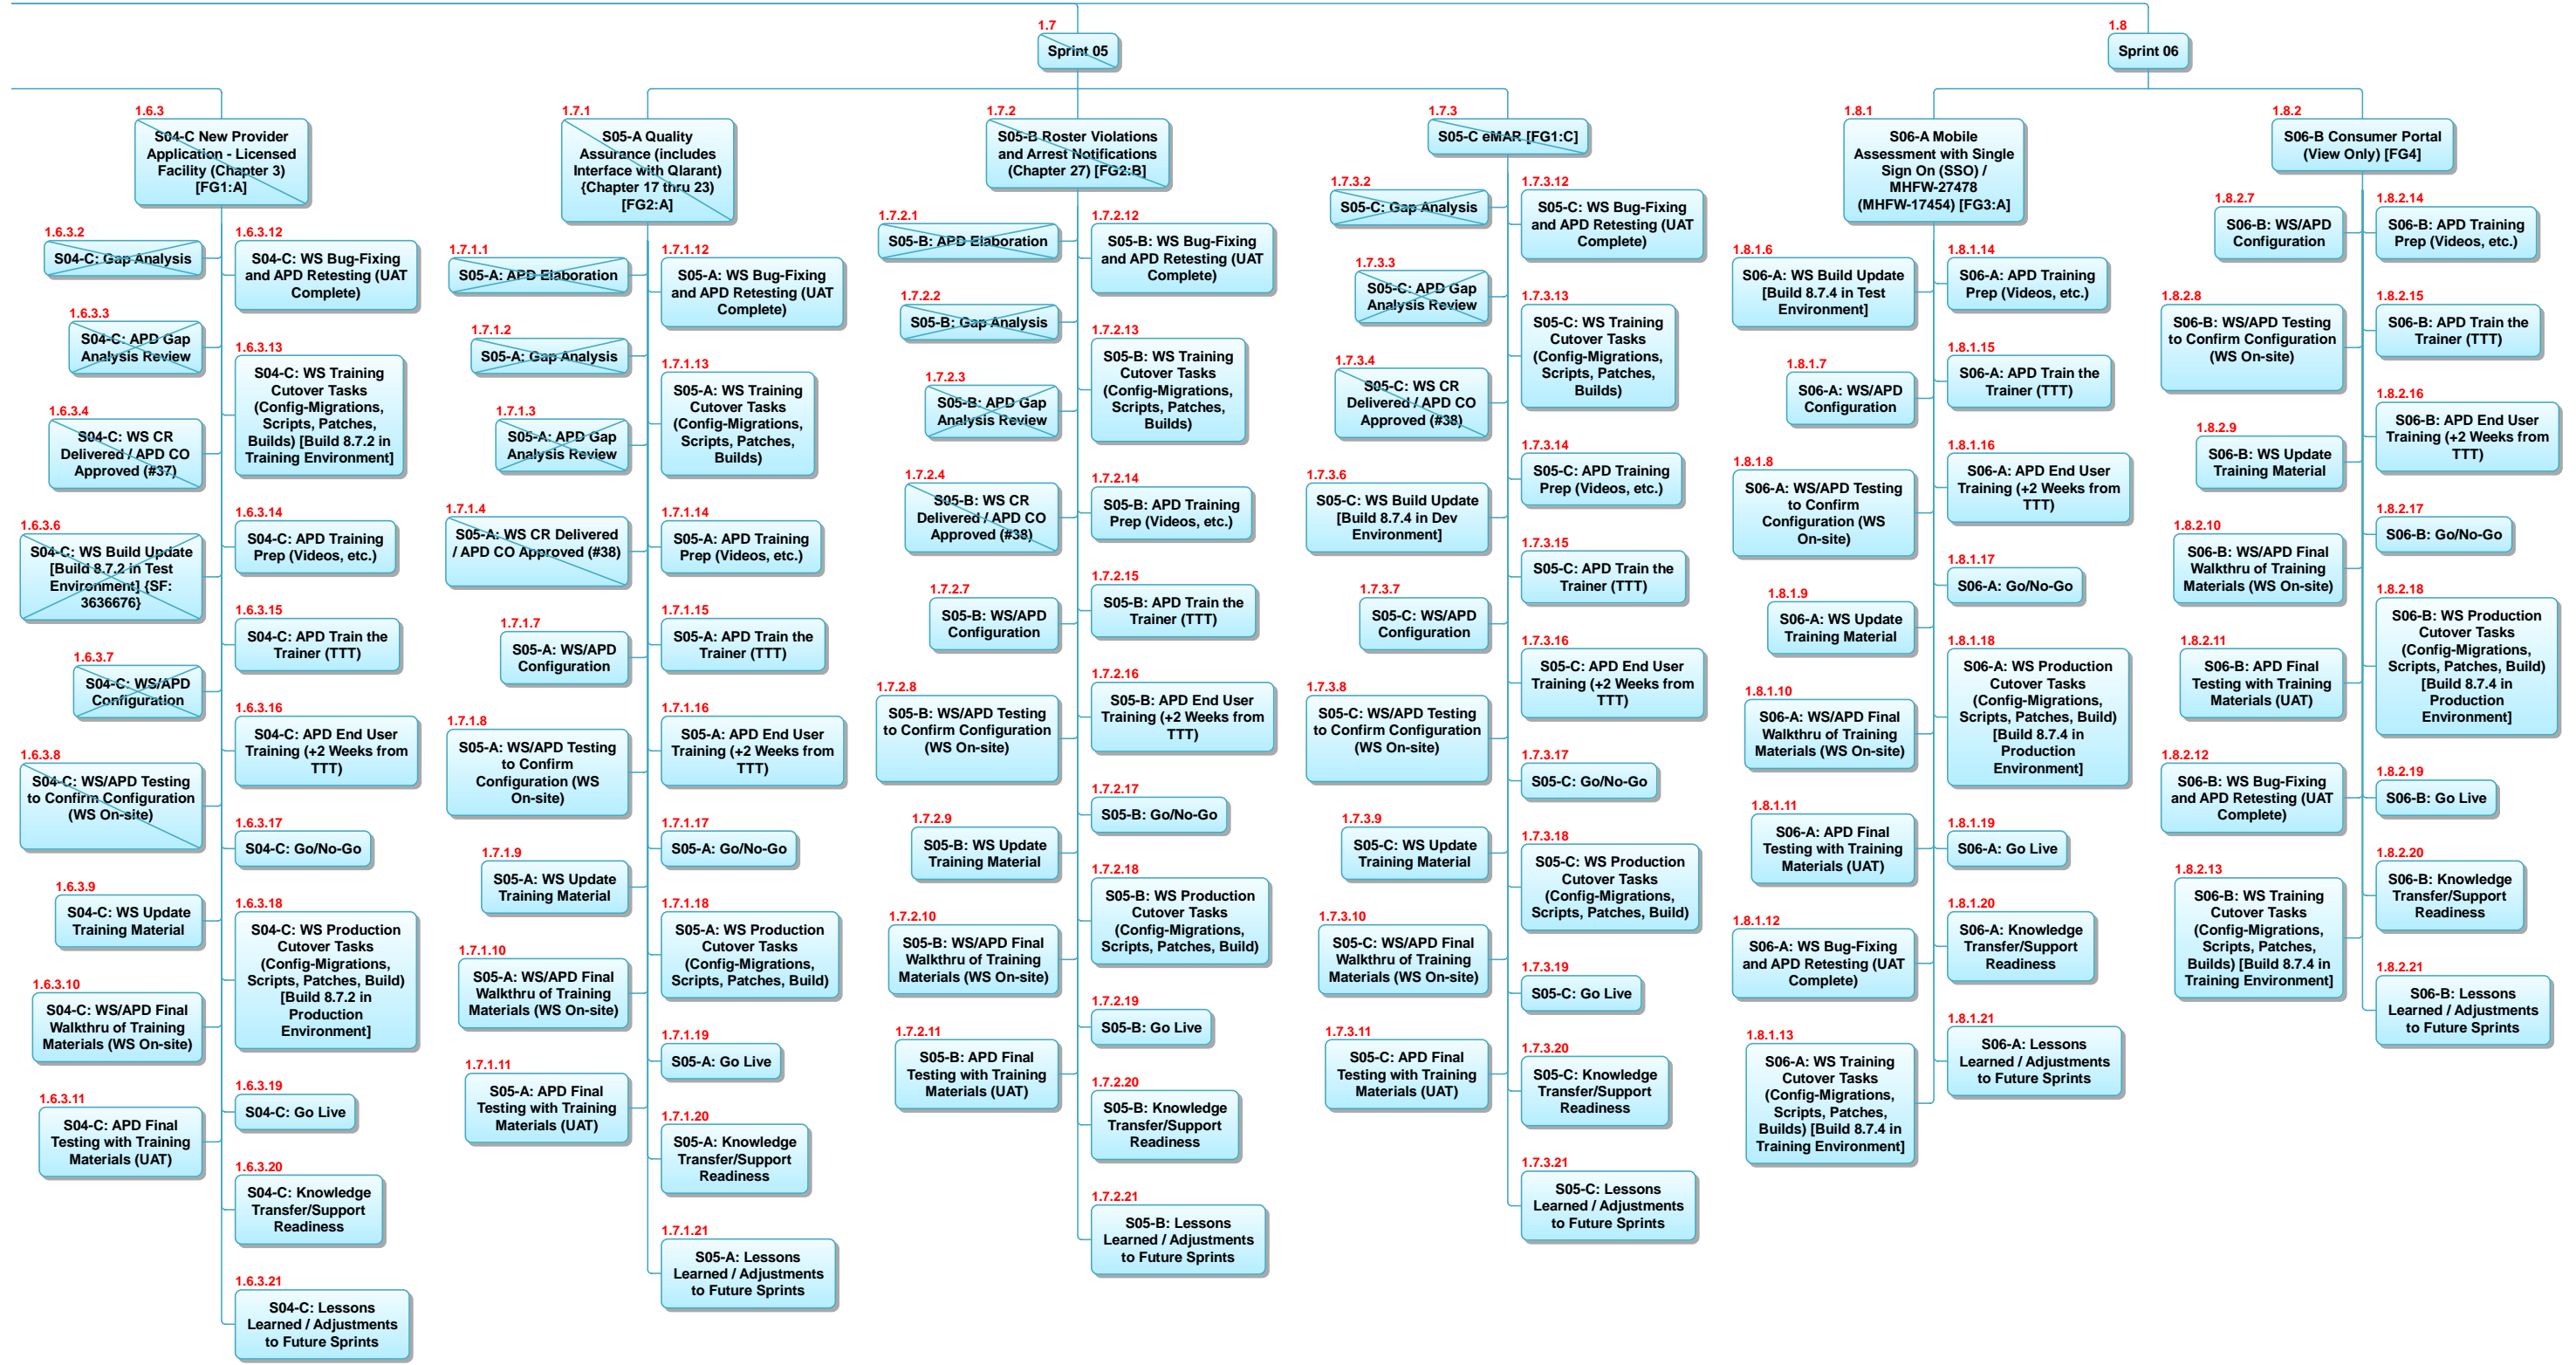 1.7
Sprint 05
1.8
Sprint 06
1.6.3
S04-C New Provider
Application - Licensed
Facility (Chapter 3)
[FG1:A]
1.6.3.2
S04-C: Gap Analysis
1.6.3.3
S04-C: APD Gap
Analysis Review
1.6.3.4
S04-C: WS CR
Delivered / APD CO
Approved (#37)
1.6.3.6
S04-C: WS Build Update
[Build 8.7.2 in Test
Environment] {SF:
3636676}
1.6.3.7
S04-C: WS/APD
Configuration
1.6.3.8
S04-C: WS/APD Testing
to Confirm Configuration
(WS On-site)
1.6.3.9
S04-C: WS Update
Training Material
1.6.3.10
S04-C: WS/APD Final
Walkthru of Training
Materials (WS On-site)
1.6.3.11
S04-C: APD Final
Testing with Training
Materials (UAT)
1.6.3.12
S04-C: WS Bug-Fixing
and APD Retesting (UAT
Complete)
1.6.3.13
S04-C: WS Training
Cutover Tasks
(Config-Migrations,
Scripts, Patches,
Builds) [Build 8.7.2 in
Training Environment]
1.6.3.14
S04-C: APD Training
Prep (Videos, etc.)
1.6.3.15
S04-C: APD Train the
Trainer (TTT)
1.6.3.16
S04-C: APD End User
Training (+2 Weeks from
TTT)
1.6.3.17
S04-C: Go/No-Go
1.6.3.18
S04-C: WS Production
Cutover Tasks
(Config-Migrations,
Scripts, Patches, Build)
[Build 8.7.2 in
Production
Environment]
1.6.3.19
S04-C: Go Live
1.6.3.20
S04-C: Knowledge
Transfer/Support
Readiness
1.6.3.21
S04-C: Lessons
Learned / Adjustments
to Future Sprints
1.7.1
S05-A Quality
Assurance (includes
Interface with Qlarant)
{Chapter 17 thru 23)
[FG2:A]
1.7.1.1
S05-A: APD Elaboration
1.7.1.2
S05-A: Gap Analysis
1.7.1.3
S05-A: APD Gap
Analysis Review
1.7.1.4
S05-A: WS CR Delivered
/ APD CO Approved (#38)
1.7.1.7
S05-A: WS/APD
Configuration
1.7.1.8
S05-A: WS/APD Testing
to Confirm
Configuration (WS
On-site)
1.7.1.9
S05-A: WS Update
Training Material
1.7.1.10
S05-A: WS/APD Final
Walkthru of Training
Materials (WS On-site)
1.7.1.11
S05-A: APD Final
Testing with Training
Materials (UAT)
1.7.1.12
S05-A: WS Bug-Fixing
and APD Retesting (UAT
Complete)
1.7.1.13
S05-A: WS Training
Cutover Tasks
(Config-Migrations,
Scripts, Patches,
Builds)
1.7.1.14
S05-A: APD Training
Prep (Videos, etc.)
1.7.1.15
S05-A: APD Train the
Trainer (TTT)
1.7.1.16
S05-A: APD End User
Training (+2 Weeks from
TTT)
1.7.1.17
S05-A: Go/No-Go
1.7.1.18
S05-A: WS Production
Cutover Tasks
(Config-Migrations,
Scripts, Patches, Build)
1.7.1.19
S05-A: Go Live
1.7.1.20
S05-A: Knowledge
Transfer/Support
Readiness
1.7.1.21
S05-A: Lessons
Learned / Adjustments
to Future Sprints
1.7.2
S05-B Roster Violations
and Arrest Notifications
(Chapter 27) [FG2:B]
1.7.2.1
S05-B: APD Elaboration
1.7.2.2
S05-B: Gap Analysis
1.7.2.3
S05-B: APD Gap
Analysis Review
1.7.2.4
S05-B: WS CR
Delivered / APD CO
Approved (#38)
1.7.2.7
S05-B: WS/APD
Configuration
1.7.2.8
S05-B: WS/APD Testing
to Confirm Configuration
(WS On-site)
1.7.2.9
S05-B: WS Update
Training Material
1.7.2.10
S05-B: WS/APD Final
Walkthru of Training
Materials (WS On-site)
1.7.2.11
S05-B: APD Final
Testing with Training
Materials (UAT)
1.7.2.12
S05-B: WS Bug-Fixing
and APD Retesting (UAT
Complete)
1.7.2.13
S05-B: WS Training
Cutover Tasks
(Config-Migrations,
Scripts, Patches,
Builds)
1.7.2.14
S05-B: APD Training
Prep (Videos, etc.)
1.7.2.15
S05-B: APD Train the
Trainer (TTT)
1.7.2.16
S05-B: APD End User
Training (+2 Weeks from
TTT)
1.7.2.17
S05-B: Go/No-Go
1.7.2.18
S05-B: WS Production
Cutover Tasks
(Config-Migrations,
Scripts, Patches, Build)
1.7.2.19
S05-B: Go Live
1.7.2.20
S05-B: Knowledge
Transfer/Support
Readiness
1.7.2.21
S05-B: Lessons
Learned / Adjustments
to Future Sprints
1.7.3
S05-C eMAR [FG1:C]
1.7.3.2
S05-C: Gap Analysis
1.7.3.3
S05-C: APD Gap
Analysis Review
1.7.3.4
S05-C: WS CR
Delivered / APD CO
Approved (#38)
1.7.3.6
S05-C: WS Build Update
[Build 8.7.4 in Dev
Environment]
1.7.3.7
S05-C: WS/APD
Configuration
1.7.3.8
S05-C: WS/APD Testing
to Confirm Configuration
(WS On-site)
1.7.3.9
S05-C: WS Update
Training Material
1.7.3.10
S05-C: WS/APD Final
Walkthru of Training
Materials (WS On-site)
1.7.3.11
S05-C: APD Final
Testing with Training
Materials (UAT)
1.7.3.12
S05-C: WS Bug-Fixing
and APD Retesting (UAT
Complete)
1.7.3.13
S05-C: WS Training
Cutover Tasks
(Config-Migrations,
Scripts, Patches,
Builds)
1.7.3.14
S05-C: APD Training
Prep (Videos, etc.)
1.7.3.15
S05-C: APD Train the
Trainer (TTT)
1.7.3.16
S05-C: APD End User
Training (+2 Weeks from
TTT)
1.7.3.17
S05-C: Go/No-Go
1.7.3.18
S05-C: WS Production
Cutover Tasks
(Config-Migrations,
Scripts, Patches, Build)
1.7.3.19
S05-C: Go Live
1.7.3.20
S05-C: Knowledge
Transfer/Support
Readiness
1.7.3.21
S05-C: Lessons
Learned / Adjustments
to Future Sprints
1.8.1
S06-A Mobile
Assessment with Single
Sign On (SSO) /
MHFW-27478
(MHFW-17454) [FG3:A]
1.8.1.6
S06-A: WS Build Update
[Build 8.7.4 in Test
Environment]
1.8.1.7
S06-A: WS/APD
Configuration
1.8.1.8
S06-A: WS/APD Testing
to Confirm
Configuration (WS
On-site)
1.8.1.9
S06-A: WS Update
Training Material
1.8.1.10
S06-A: WS/APD Final
Walkthru of Training
Materials (WS On-site)
1.8.1.11
S06-A: APD Final
Testing with Training
Materials (UAT)
1.8.1.12
S06-A: WS Bug-Fixing
and APD Retesting (UAT
Complete)
1.8.1.13
S06-A: WS Training
Cutover Tasks
(Config-Migrations,
Scripts, Patches,
Builds) [Build 8.7.4 in
Training Environment]
1.8.1.14
S06-A: APD Training
Prep (Videos, etc.)
1.8.1.15
S06-A: APD Train the
Trainer (TTT)
1.8.1.16
S06-A: APD End User
Training (+2 Weeks from
TTT)
1.8.1.17
S06-A: Go/No-Go
1.8.1.18
S06-A: WS Production
Cutover Tasks
(Config-Migrations,
Scripts, Patches, Build)
[Build 8.7.4 in
Production
Environment]
1.8.1.19
S06-A: Go Live
1.8.1.20
S06-A: Knowledge
Transfer/Support
Readiness
1.8.1.21
S06-A: Lessons
Learned / Adjustments
to Future Sprints
1.8.2
S06-B Consumer Portal
(View Only) [FG4]
1.8.2.7
S06-B: WS/APD
Configuration
1.8.2.8
S06-B: WS/APD Testing
to Confirm Configuration
(WS On-site)
1.8.2.9
S06-B: WS Update
Training Material
1.8.2.10
S06-B: WS/APD Final
Walkthru of Training
Materials (WS On-site)
1.8.2.11
S06-B: APD Final
Testing with Training
Materials (UAT)
1.8.2.12
S06-B: WS Bug-Fixing
and APD Retesting (UAT
Complete)
1.8.2.13
S06-B: WS Training
Cutover Tasks
(Config-Migrations,
Scripts, Patches,
Builds) [Build 8.7.4 in
Training Environment]
1.8.2.14
S06-B: APD Training
Prep (Videos, etc.)
1.8.2.15
S06-B: APD Train the
Trainer (TTT)
1.8.2.16
S06-B: APD End User
Training (+2 Weeks from
TTT)
1.8.2.17
S06-B: Go/No-Go
1.8.2.18
S06-B: WS Production
Cutover Tasks
(Config-Migrations,
Scripts, Patches, Build)
[Build 8.7.4 in
Production
Environment]
1.8.2.19
S06-B: Go Live
1.8.2.20
S06-B: Knowledge
Transfer/Support
Readiness
1.8.2.21
S06-B: Lessons
Learned / Adjustments
to Future Sprints